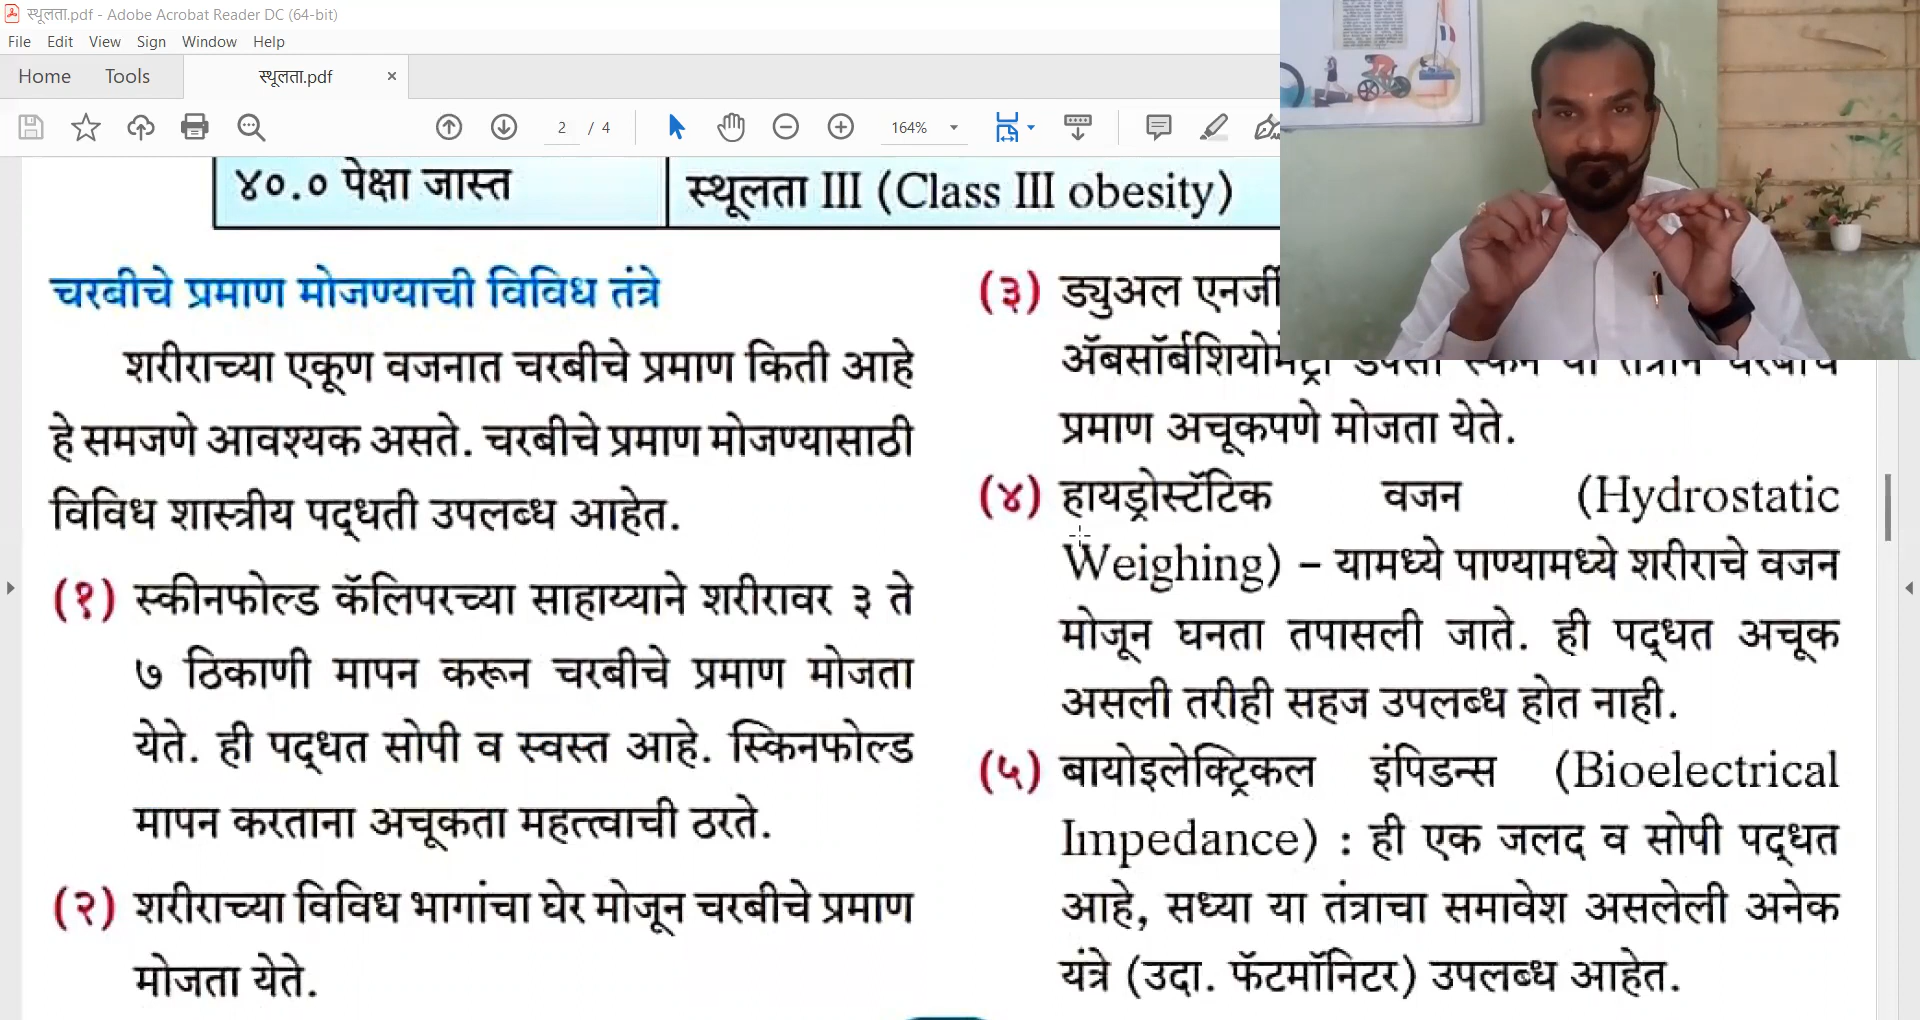 स्थूलता.pdf - Adobe Acrobat Reader DC (64-bit)
File Edit View Sign Window Help
Home Tools स्थूलता.pdf ×
2 / 4 164%
४०.० पेक्षा जास्त स्थूलता III (Class III obesity)
चरबीचे प्रमाण मोजण्याची विविध तंत्रे
शरीराच्या एकूण वजनात चरबीचे प्रमाण किती आहे
हे समजणे आवश्यक असते. चरबीचे प्रमाण मोजण्यासाठी
विविध शास्त्रीय पद्धती उपलब्ध आहेत.
(१) स्कीनफोल्ड कॅलिपरच्या साहाय्याने शरीरावर ३ ते
७ ठिकाणी मापन करून चरबीचे प्रमाण मोजता
येते. ही पद्धत सोपी व स्वस्त आहे. स्किनफोल्ड
मापन करताना अचूकता महत्त्वाची ठरते.
(२) शरीराच्या विविध भागांचा घेर मोजून चरबीचे प्रमाण
मोजता येते.
(३) ड्युअल एनर्जी
ॲबसॉर्बशियोमेट्री
प्रमाण अचूकपणे मोजता येते.
(४) हायड्रोस्टॅटिक वजन (Hydrostatic
Weighing) – यामध्ये पाण्यामध्ये शरीराचे वजन
मोजून घनता तपासली जाते. ही पद्धत अचूक
असली तरीही सहज उपलब्ध होत नाही.
(५) बायोइलेक्ट्रिकल इंपिडन्स (Bioelectrical
Impedance) : ही एक जलद व सोपी पद्धत
आहे, सध्या या तंत्राचा समावेश असलेली अनेक
यंत्रे (उदा. फॅटमॉनिटर) उपलब्ध आहेत.